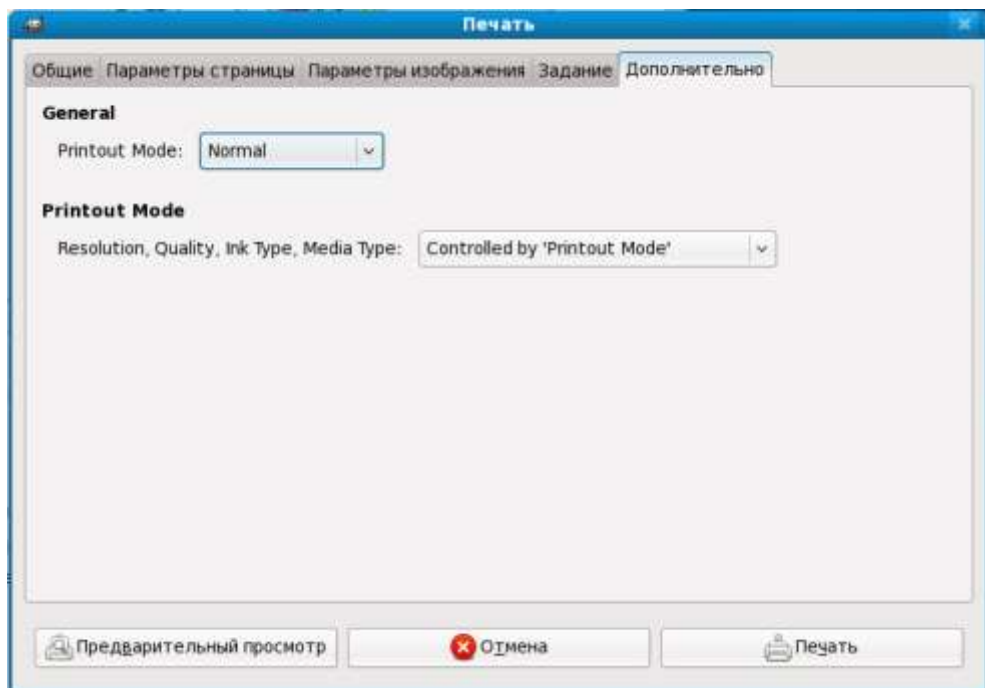 Печать
Общие Параметры страницы Параметры изображения Задание Дополнительно
General
Printout Mode: Normal
Printout Mode
Resolution, Quality, Ink Type, Media Type: Controlled by 'Printout Mode'
Предварительный просмотр Отмена Печать